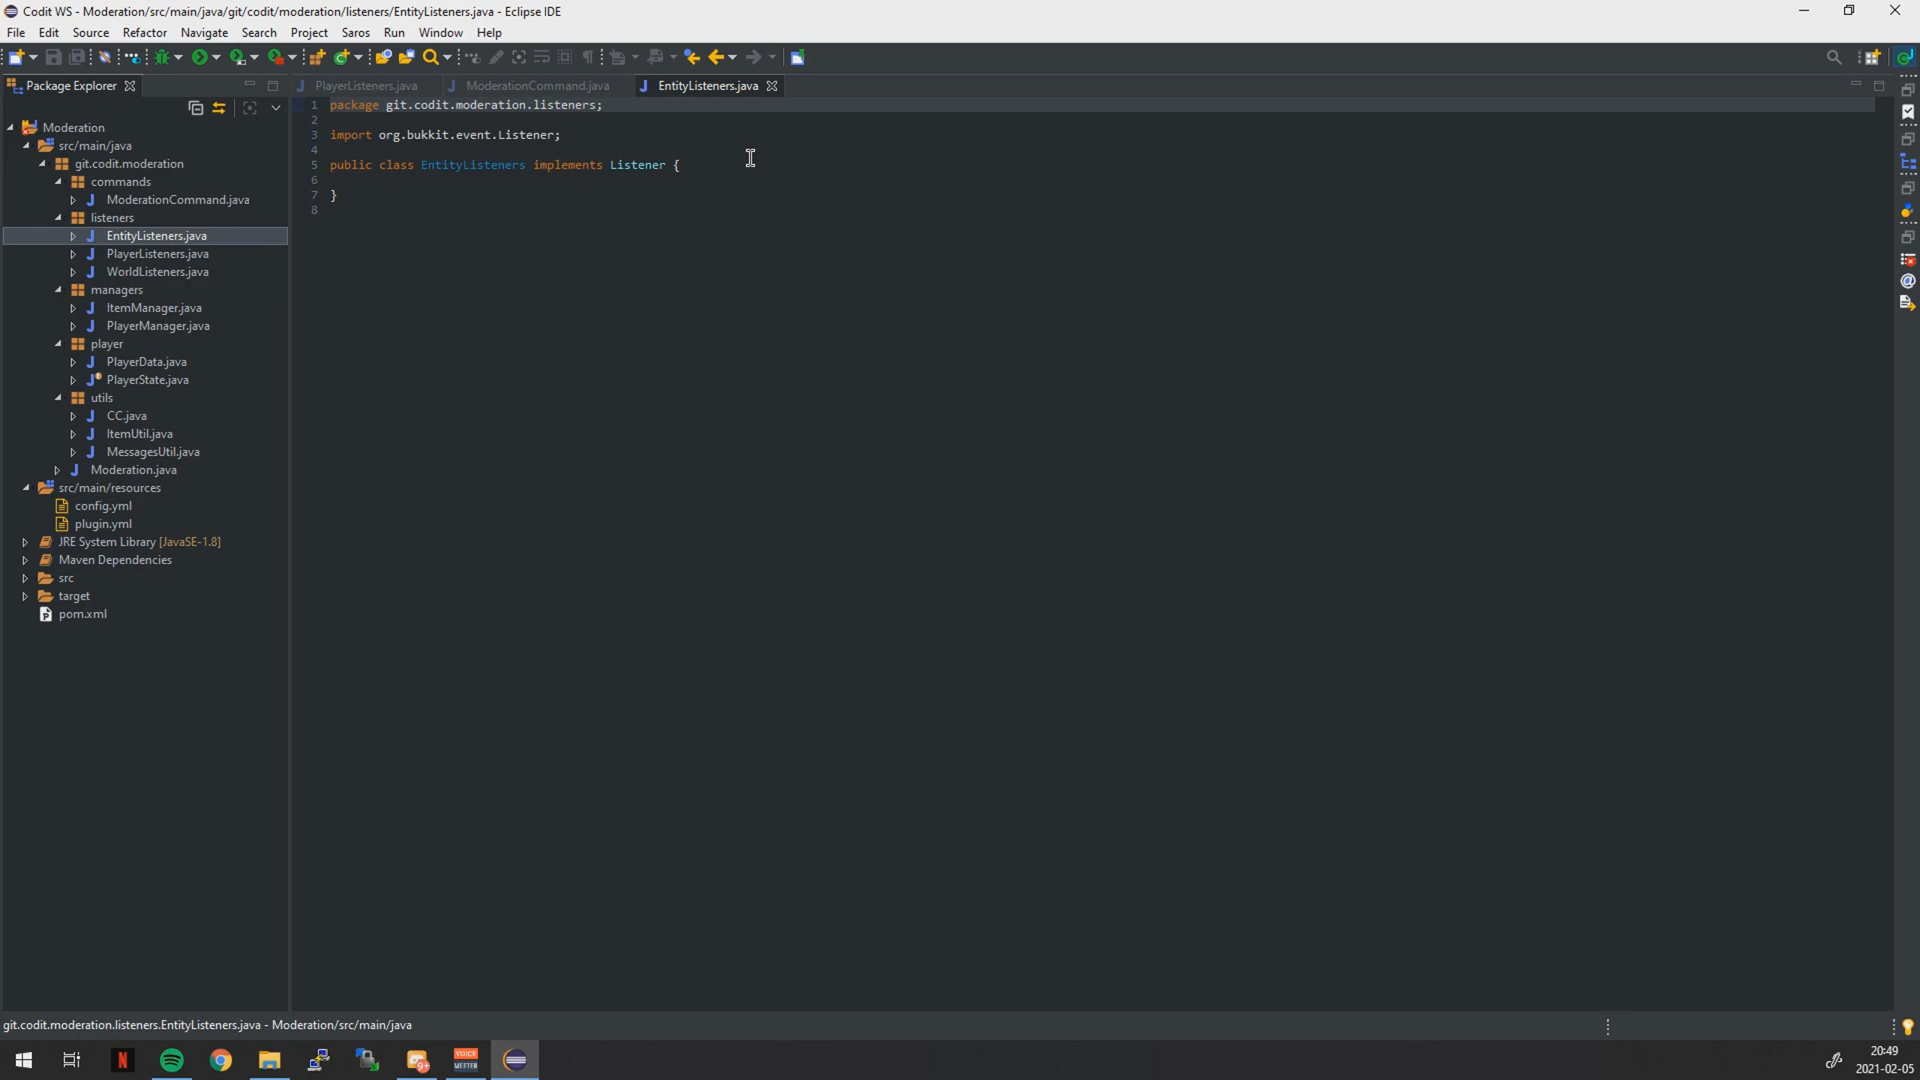 Codit WS - Moderation/src/main/java/git/codit/moderation/listeners/EntityListeners.java - Eclipse IDE
File Edit Source Refactor Navigate Search Project Saros Run Window Help
Package Explorer
PlayerListeners.java ModerationCommand.java EntityListeners.java
Moderation
src/main/java
git.codit.moderation
commands
ModerationCommand.java
listeners
EntityListeners.java
PlayerListeners.java
WorldListeners.java
managers
ItemManager.java
PlayerManager.java
player
PlayerData.java
PlayerState.java
utils
CC.java
ItemUtil.java
MessagesUtil.java
Moderation.java
src/main/resources
config.yml
plugin.yml
JRE System Library [JavaSE-1.8]
Maven Dependencies
src
target
pom.xml
1 package git.codit.moderation.listeners;
2
3 import org.bukkit.event.Listener;
4
5 public class EntityListeners implements Listener {
6
7 }
8
git.codit.moderation.listeners.EntityListeners.java - Moderation/src/main/java
N
9+
VOICE
MEETER
20:49
2021-02-05